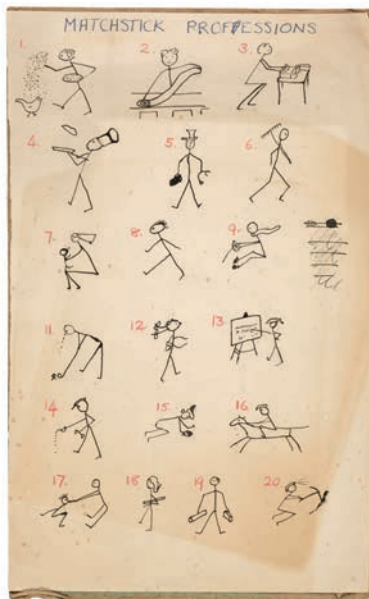 MATCHSTICK PROFFESSIONS
1. 2. 3.
4. 5. 6.
7. 8. 9.
11. 12. 13.
14 15. 16.
17. 18. 19. 20.